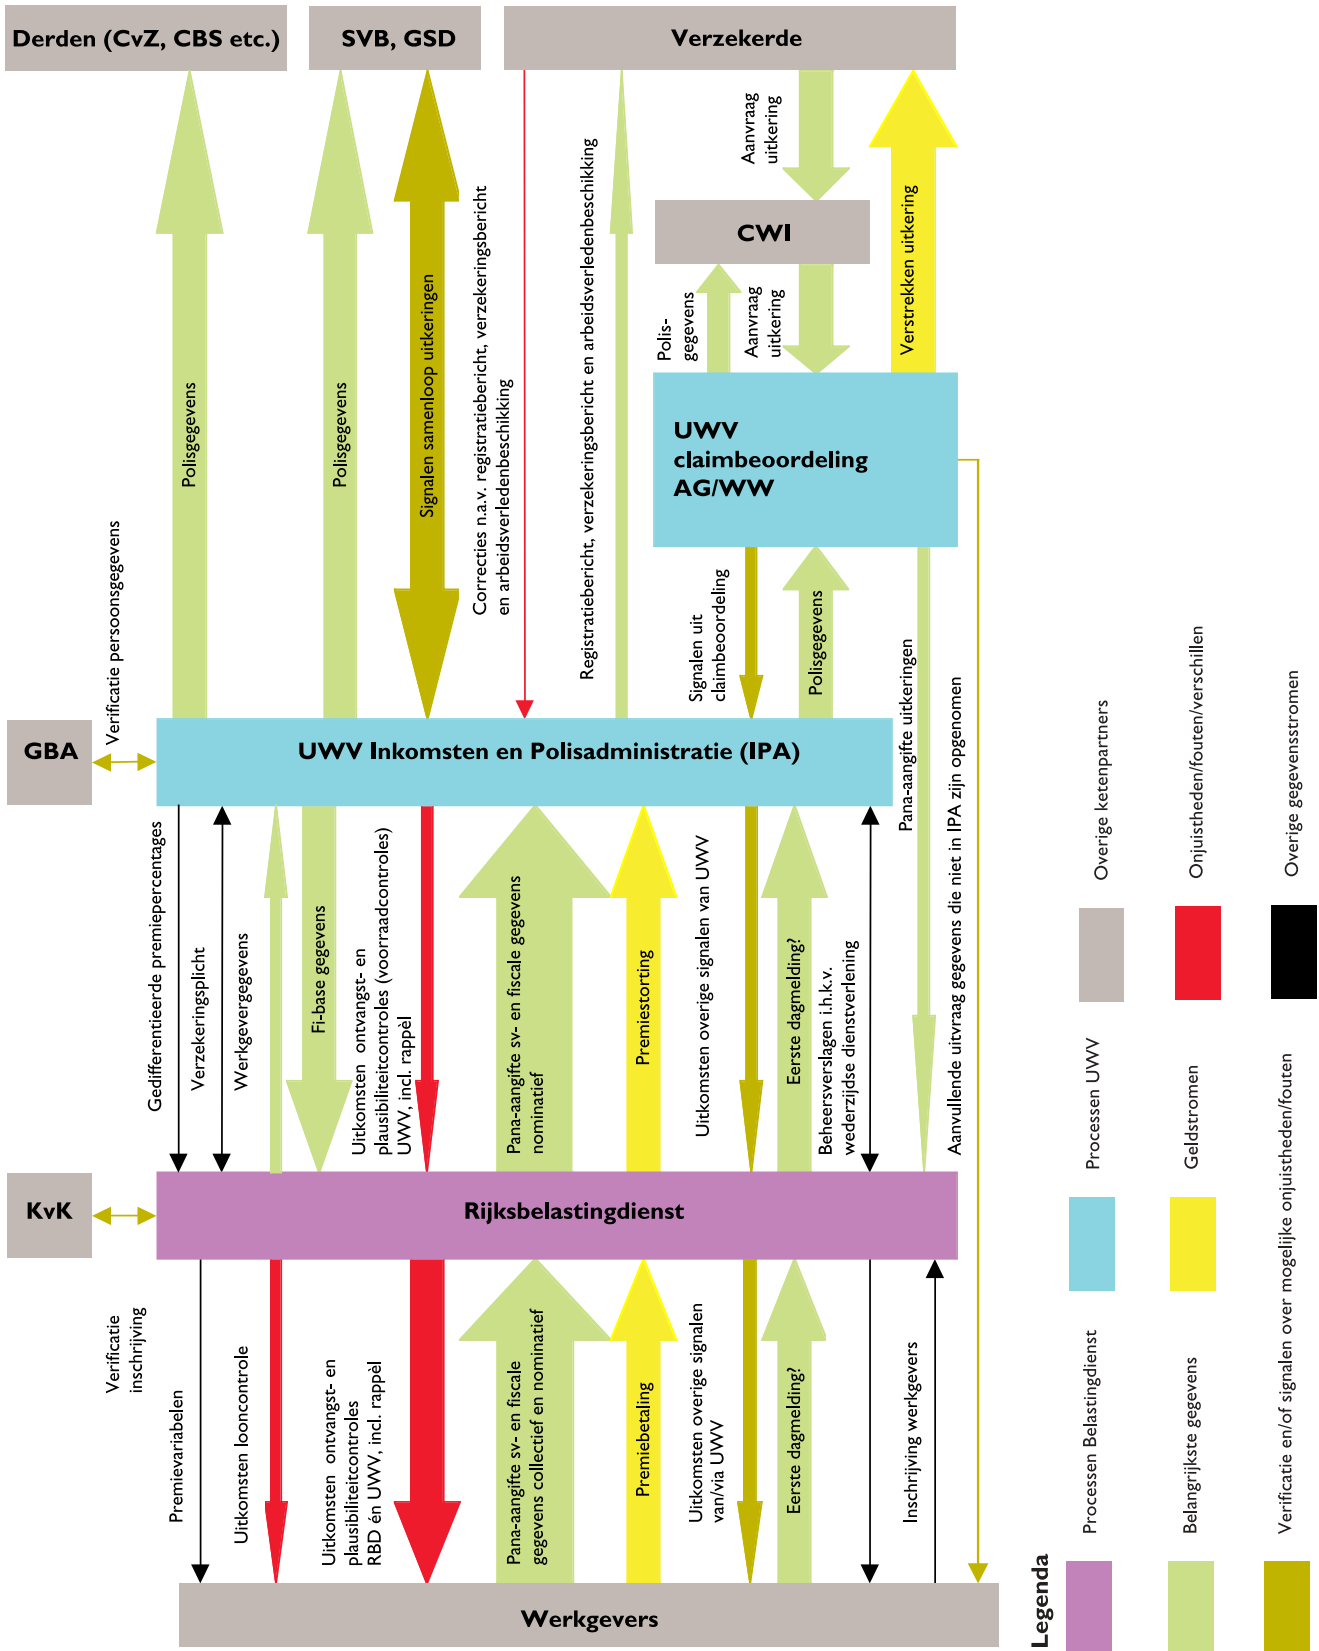 Derden (CvZ, CBS etc.)
SVB, GSD
Verzekerde
Polisgegevens
Polisgegevens
Signalen samenloop uitkeringen
Correcties n.a.v. registratiebericht, verzekeringsbericht
en arbeidsverledenbeschikking
Registratiebericht, verzekeringsbericht en arbeidsverledenbeschikking
Aanvraag
uitkering
CWI
Polis-
gegevens
Aanvraag
uitkering
Verstrekken uitkering
UWV
claimbeoordeling
AG/WW
Verificatie persoonsgegevens
Signalen uit
claimbeoordeling
Polisgegevens
Pana-aangifte uitkeringen
Aanvullende uitvraag gegevens die niet in IPA zijn opgenomen
GBA
UWV Inkomsten en Polisadministratie (IPA)
Gedifferentieerde premiepercentages
Verzekeringsplicht
Werkgevergegevens
Fi-base gegevens
Uitkomsten ontvangst- en
plausibiliteitcontroles (voorraadcontroles)
UWV, incl. rappèl
Pana-aangifte sv- en fiscale gegevens
nominatief
Premiestorting
Uitkomsten overige signalen van UWV
Eerste dagmelding?
Beheersverslagen i.h.k.v.
wederzijdse dienstverlening
KvK
Rijksbelastingdienst
Verificatie
inschrijving
Premievariabelen
Uitkomsten looncontrole
Uitkomsten ontvangst- en
plausibiliteitcontroles
RBD én UWV, incl. rappèl
Pana-aangifte sv- en fiscale
gegevens collectief en nominatief
Premiebetaling
Uitkomsten overige signalen
van/via UWV
Eerste dagmelding?
Inschrijving werkgevers
Werkgevers
Legenda
Processen Belastingdienst
Processen UWV
Overige ketenpartners
Belangrijkste gegevens
Geldstromen
Onjuistheden/fouten/verschillen
Verificatie en/of signalen over mogelijke onjuistheden/fouten
Overige gegevensstromen